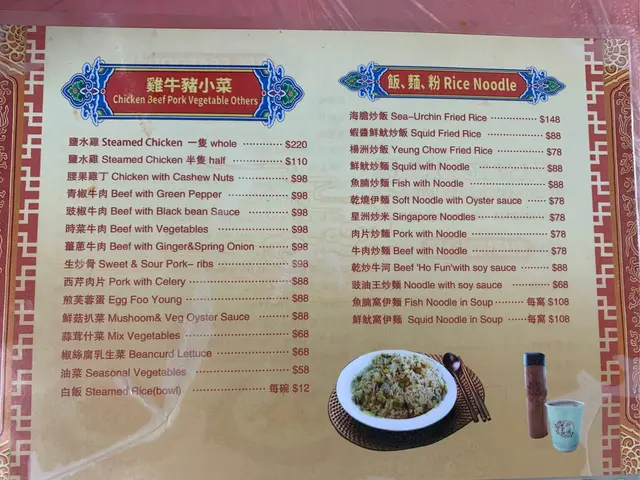 雞牛豬小菜
Chicken Beef Pork Vegetable Others
鹽水雞 Steamed Chicken 一隻 whole $220
鹽水雞 Steamed Chicken 半隻 half $110
腰果雞丁 Chicken with Cashew Nuts $98
青椒牛肉 Beef with Green Pepper $98
豉椒牛肉 Beef with Black bean Sauce $98
時菜牛肉 Beef with Vegetables $98
薑蔥牛肉 Beef with Ginger&Spring Onion $98
生炒骨 Sweet & Sour Pork- ribs $98
西芹肉片 Pork with Celery $88
煎芙蓉蛋 Egg Foo Young $88
鮮菇扒菜 Mushoom& Veg Oyster Sauce $88
蒜茸什菜 Mix Vegetables $68
椒絲腐乳生菜 Beancurd Lettuce $68
油菜 Seasonal Vegetables $58
白飯 Steamed Rice(bowl) 每碗 $12
飯、麵、粉 Rice Noodle
海膽炒飯 Sea-Urchin Fried Rice $148
蝦醬鮮魷炒飯 Squid Fried Rice $88
楊洲炒飯 Yeung Chow Fried Rice $78
鮮魷炒麵 Squid with Noodle $88
魚腩炒麵 Fish with Noodle $88
乾燒伊麵 Soft Noodle with Oyster sauce $78
星洲炒米 Singapore Noodles $78
肉片炒麵 Pork with Noodle $78
牛肉炒麵 Beef with Noodle $78
乾炒牛河 Beef 'Ho Fun'with soy sauce $88
豉油王炒麵 Noodle with soy sauce $68
魚腩窩伊麵 Fish Noodle in Soup 每窩 $108
鮮魷窩伊麵 Squid Noodle in Soup 每窩 $108